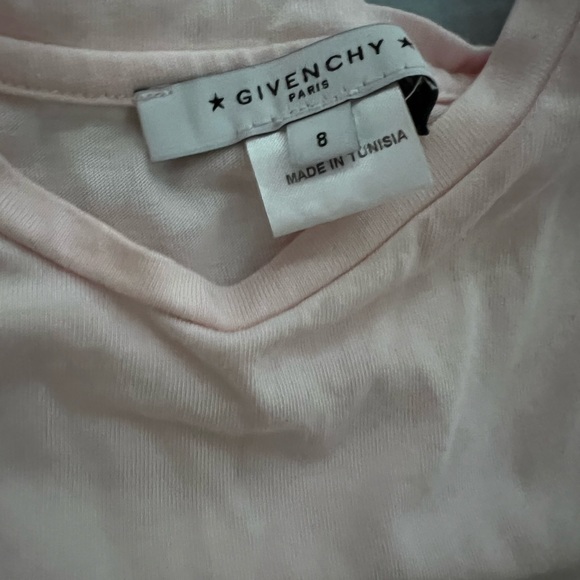 ★ GIVENCHY ★
PARIS
8
MADE IN TUNISIA